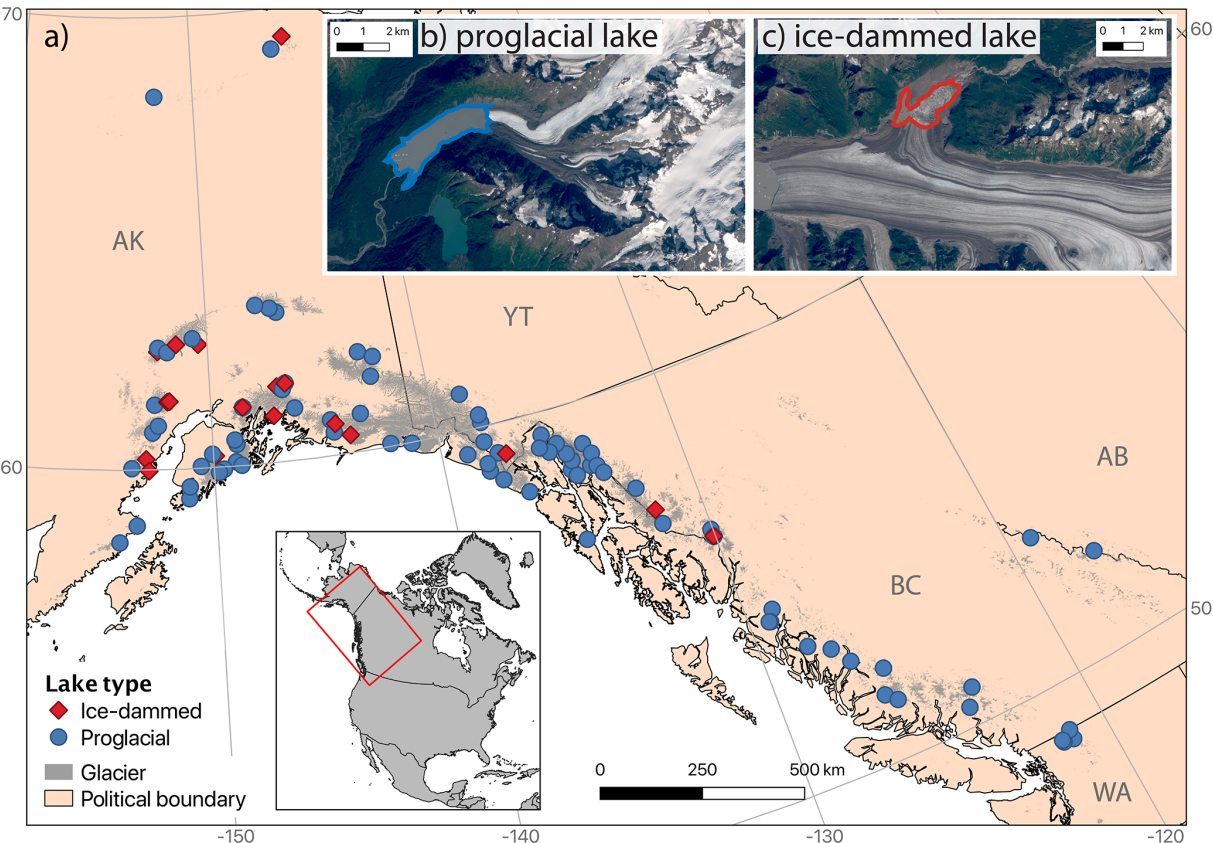 70
60
a)
0 1 2 km
b) proglacial lake
0 1 2 km
c) ice-dammed lake
AK
YT
AB
60
BC
50
Lake type
Ice-dammed
Proglacial
Glacier
Political boundary
0 250 500 km
WA
-150 -140 -130 -120